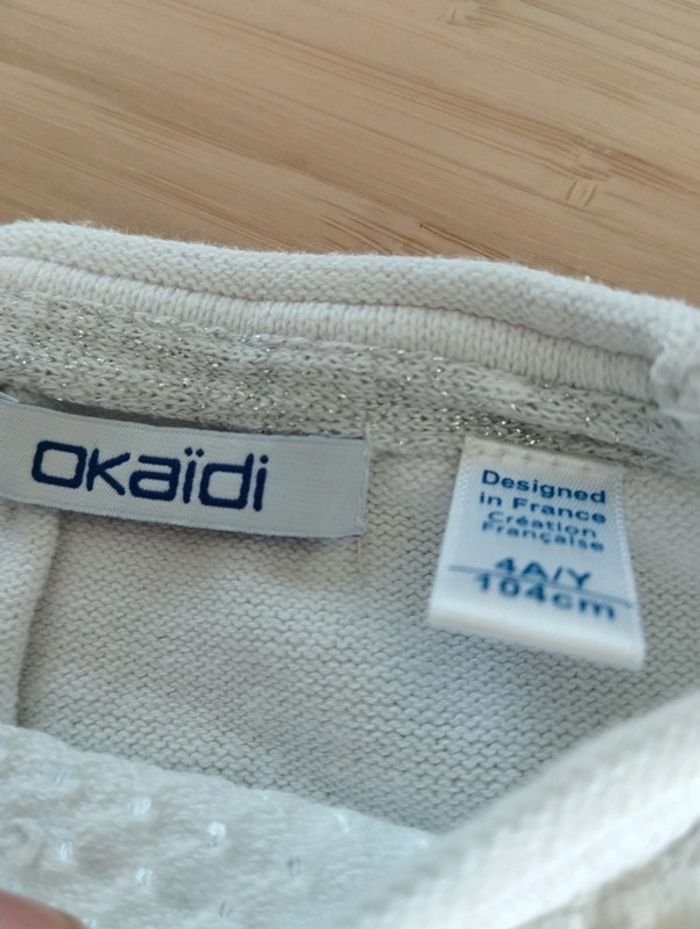 OKaïdi
Designed
in France
Création
Française
4A/Y
104cm